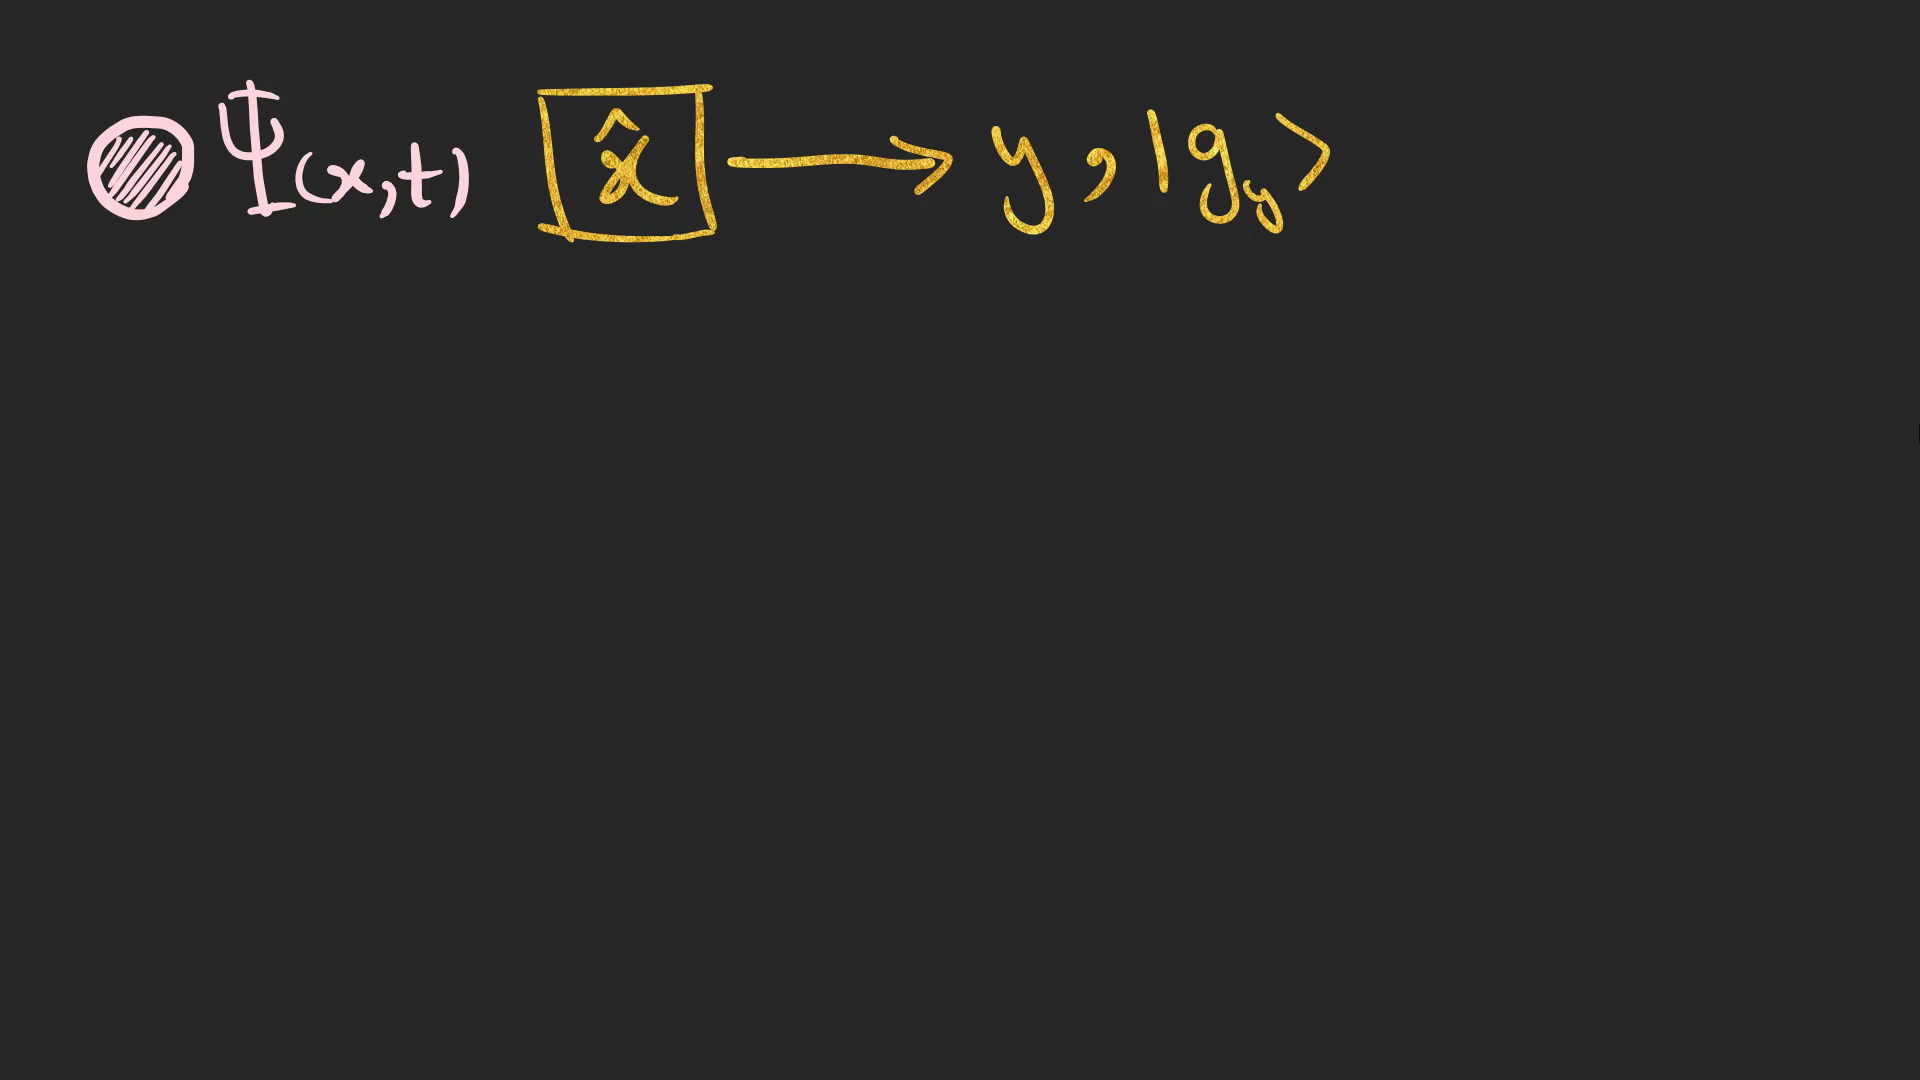 Ψ(x,t) x̂ → y, |g_y>